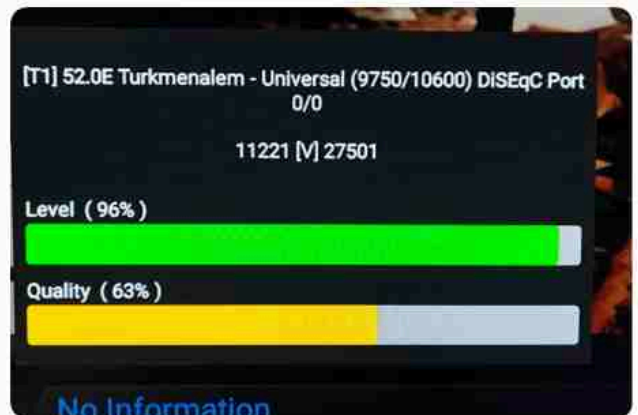 [T1] 52.0E Turkmenalem - Universal (9750/10600) DiSEqC Port
0/0
11221 [V] 27501
Level ( 96% )
Quality ( 63% )
No Information